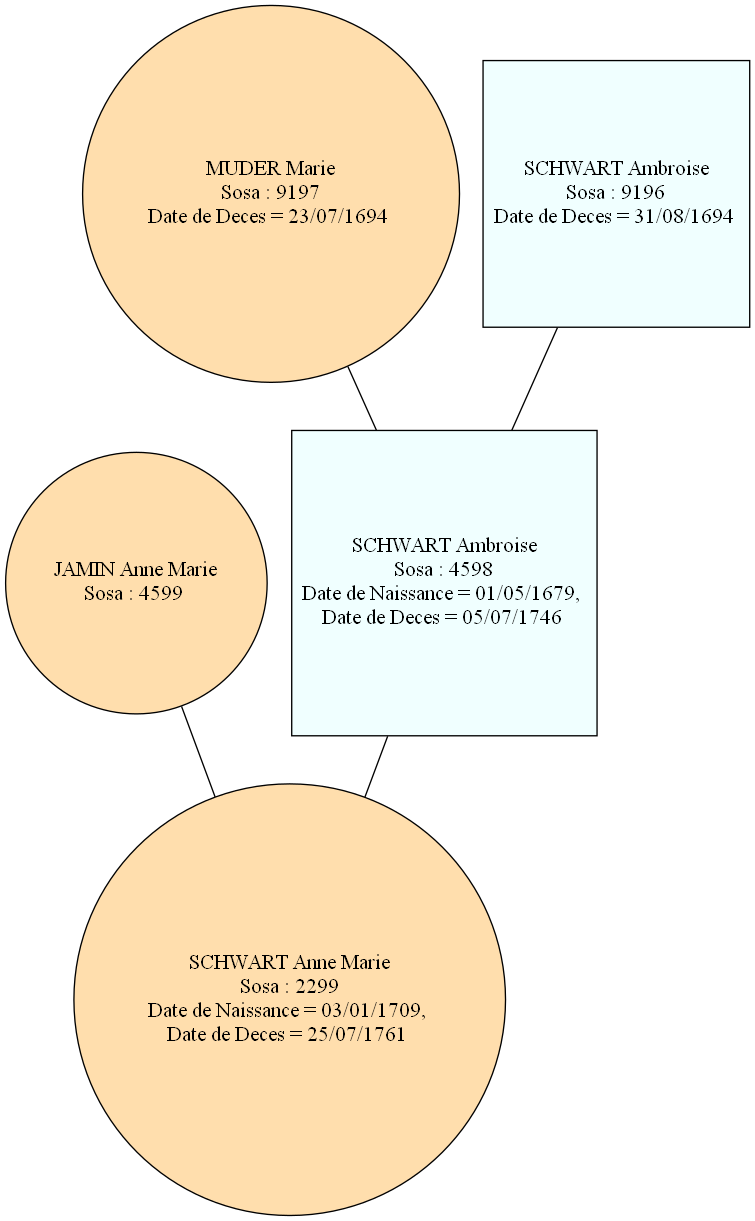 MUDER Marie
Sosa : 9197
Date de Deces = 23/07/1694
SCHWART Ambroise
Sosa : 9196
Date de Deces = 31/08/1694
JAMIN Anne Marie
Sosa : 4599
SCHWART Ambroise
Sosa : 4598
Date de Naissance = 01/05/1679,
Date de Deces = 05/07/1746
SCHWART Anne Marie
Sosa : 2299
Date de Naissance = 03/01/1709,
Date de Deces = 25/07/1761